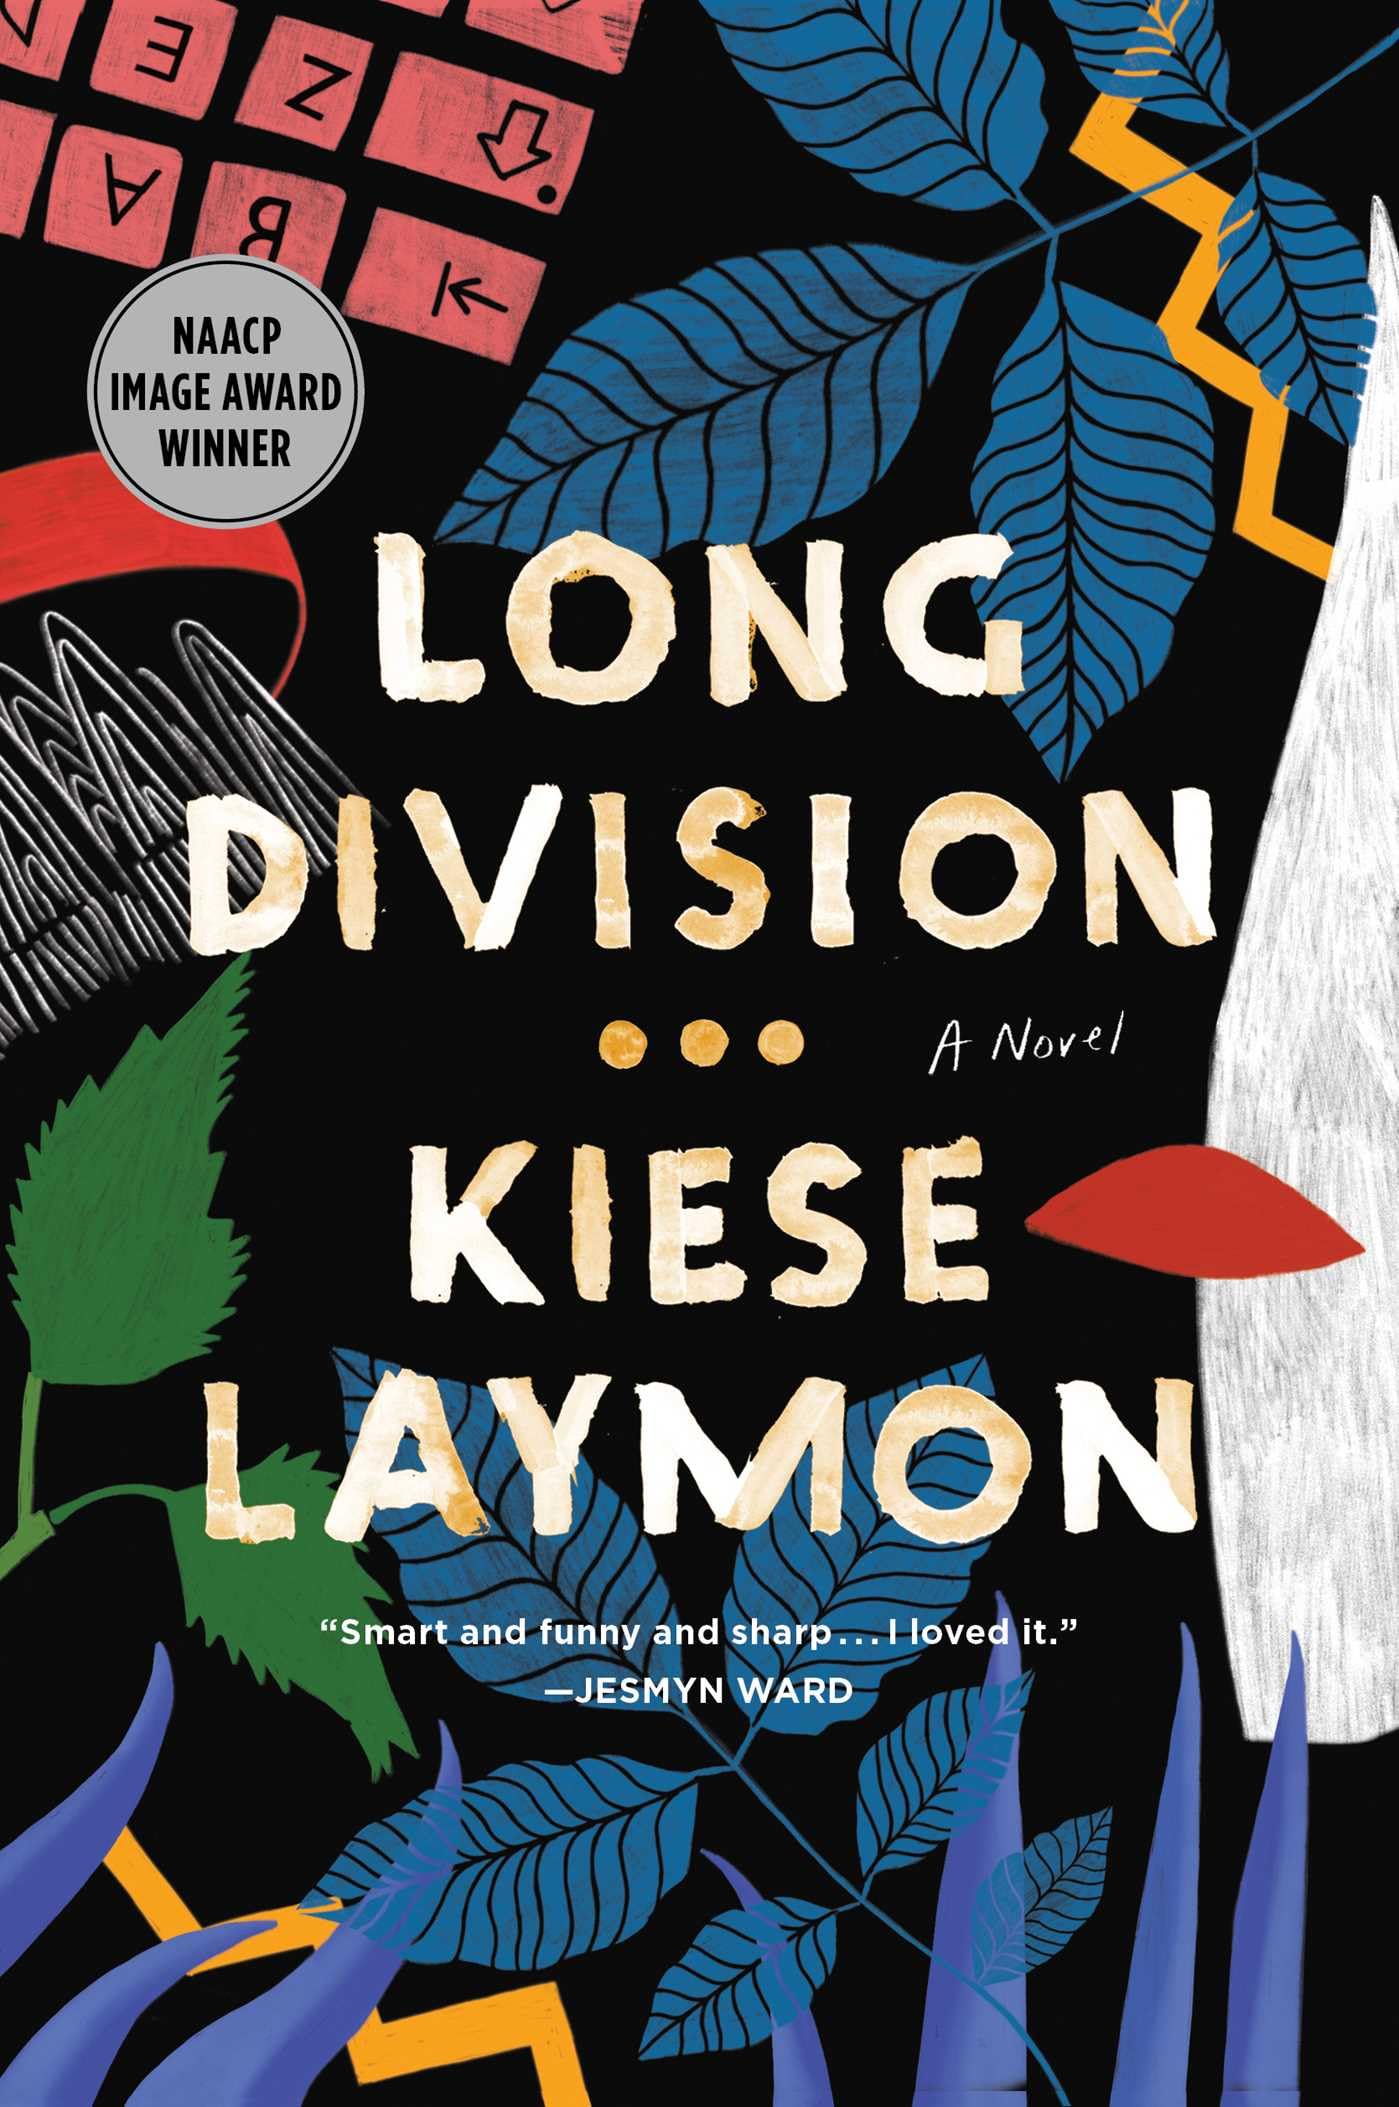 E
Z
A
B
NAACP
IMAGE AWARD
WINNER
LONG
DIVISION
A Novel
KIESE
LAYMON
“Smart and funny and sharp...I loved it.”
—JESMYN WARD